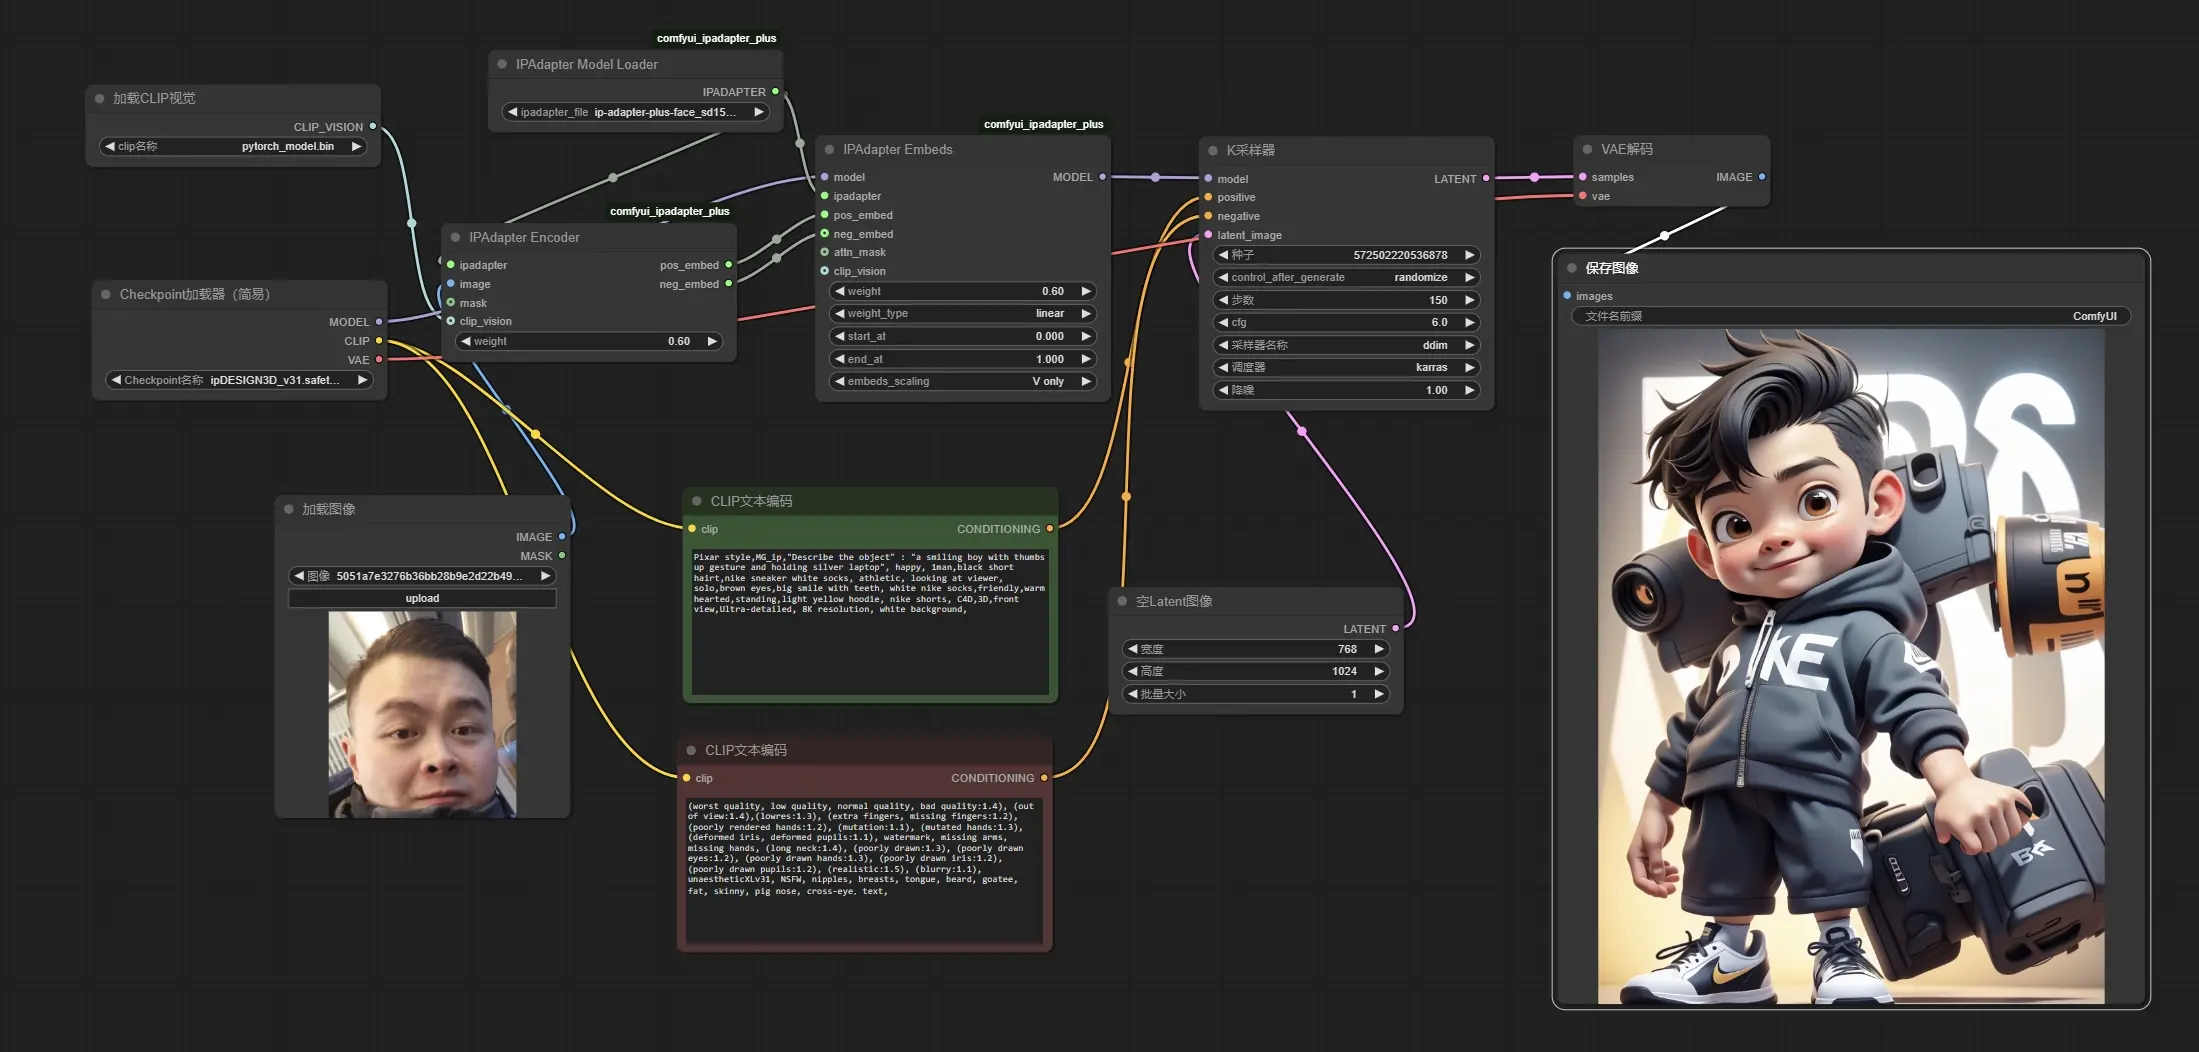 comfyui_ipadapter_plus
IPAdapter Model Loader
IPADAPTER
ipadapter_file ip-adapter-plus-face_sd15...
加载CLIP视觉
CLIP_VISION
clip名称 pytorch_model.bin
comfyui_ipadapter_plus
IPAdapter Encoder
ipadapter pos_embed
image neg_embed
mask
clip_vision
weight 0.60
Checkpoint加载器（简易）
MODEL
CLIP
VAE
Checkpoint名称 ipDESIGN3D_v31.safet...
comfyui_ipadapter_plus
IPAdapter Embeds
model MODEL
ipadapter
pos_embed
neg_embed
attn_mask
clip_vision
weight 0.60
weight_type linear
start_at 0.000
end_at 1.000
embeds_scaling V only
K采样器
model LATENT
positive
negative
latent_image
种子 572502220536878
control_after_generate randomize
步数 150
cfg 6.0
采样器名称 ddim
调度器 karras
降噪 1.00
VAE解码
samples IMAGE
vae
保存图像
images
文件名前缀 ComfyUI
加载图像
IMAGE
MASK
图像 5051a7e3276b36bb28b9e2d22b49...
upload
CLIP文本编码
clip CONDITIONING
Pixar style,MG_ip,"Describe the object" : "a smiling boy with thumbs
up gesture and holding silver laptop", happy, 1man,black short
hairt,nike sneaker white socks, athletic, looking at viewer,
solo,brown eyes,big smile with teeth, white nike socks,friendly,warm
hearted,standing,light yellow hoodie, nike shorts, C4D,3D,front
view,Ultra-detailed, 8K resolution, white background,
CLIP文本编码
clip CONDITIONING
(worst quality, low quality, normal quality, bad quality:1.4), (out
of view:1.4),(lowres:1.3), (extra fingers, missing fingers:1.2),
(poorly rendered hands:1.2), (mutation:1.1), (mutated hands:1.3),
(deformed iris, deformed pupils:1.1), watermark, missing arms,
missing hands, (long neck:1.4), (poorly drawn:1.3), (poorly drawn
eyes:1.2), (poorly drawn hands:1.3), (poorly drawn iris:1.2),
(poorly drawn pupils:1.2), (realistic:1.5), (blurry:1.1),
unaestheticXLv31, NSFW, nipples, breasts, tongue, beard, goatee,
fat, skinny, pig nose, cross-eye, text,
空Latent图像
LATENT
宽度 768
高度 1024
批量大小 1